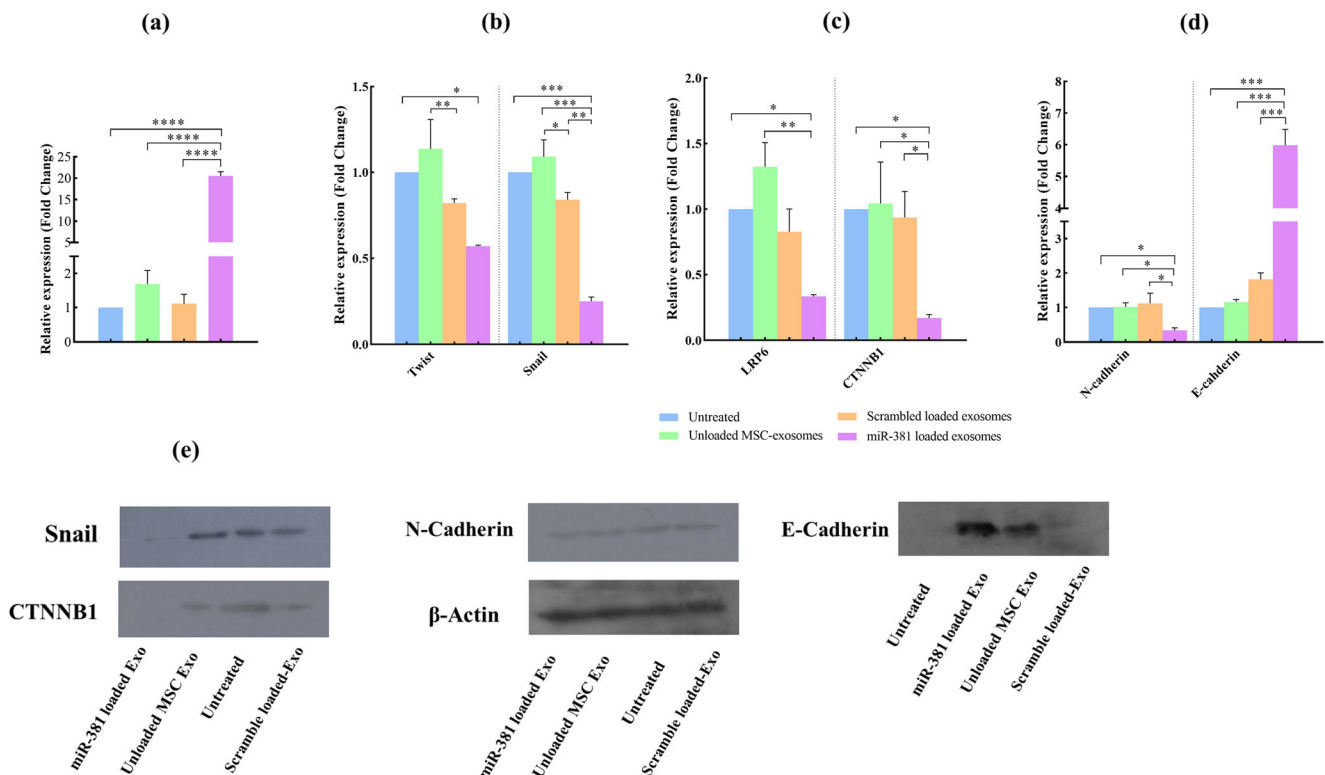 (a)
(b)
(c)
(d)
Relative expression (Fold Change)
25
20
15
10
5
2
1
0
****
****
****
Relative expression (Fold Change)
1.5
1.0
0.5
0.0
*
**
***
***
*
**
Twist
Snail
Relative expression (Fold Change)
2.0
1.5
1.0
0.5
0.0
*
**
*
*
*
LRP6
CTNNB1
Relative expression (Fold Change)
8
6
4
3
2
1
0
*
*
*
***
***
***
N-cadherin
E-cahderin
Untreated
Scrambled loaded exosomes
Unloaded MSC-exosomes
miR-381 loaded exosomes
(e)
Snail
CTNNB1
miR-381 loaded Exo
Unloaded MSC Exo
Untreated
Scramble loaded-Exo
N-Cadherin
β-Actin
miR-381 loaded Exo
Unloaded MSC Exo
Untreated
Scramble loaded-Exo
E-Cadherin
Untreated
miR-381 loaded Exo
Unloaded MSC Exo
Scramble loaded-Exo